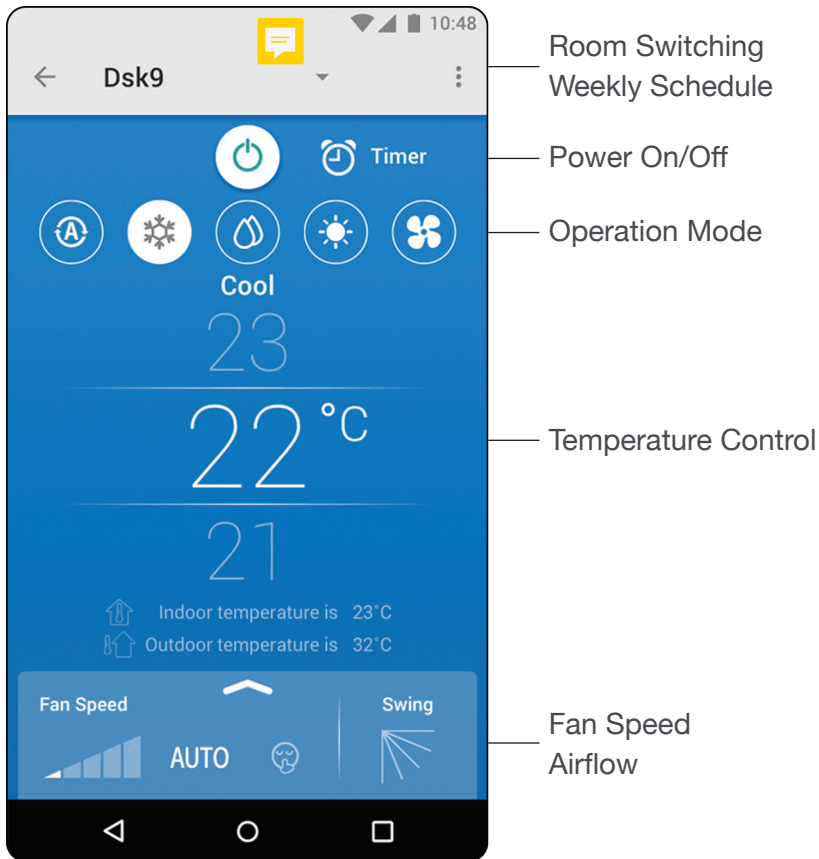 10:48
Dsk9
Room Switching
Weekly Schedule
Timer
Power On/Off
A
Operation Mode
Cool
23
22°C
Temperature Control
21
Indoor temperature is 23°C
Outdoor temperature is 32°C
Fan Speed
Swing
AUTO
Fan Speed
Airflow